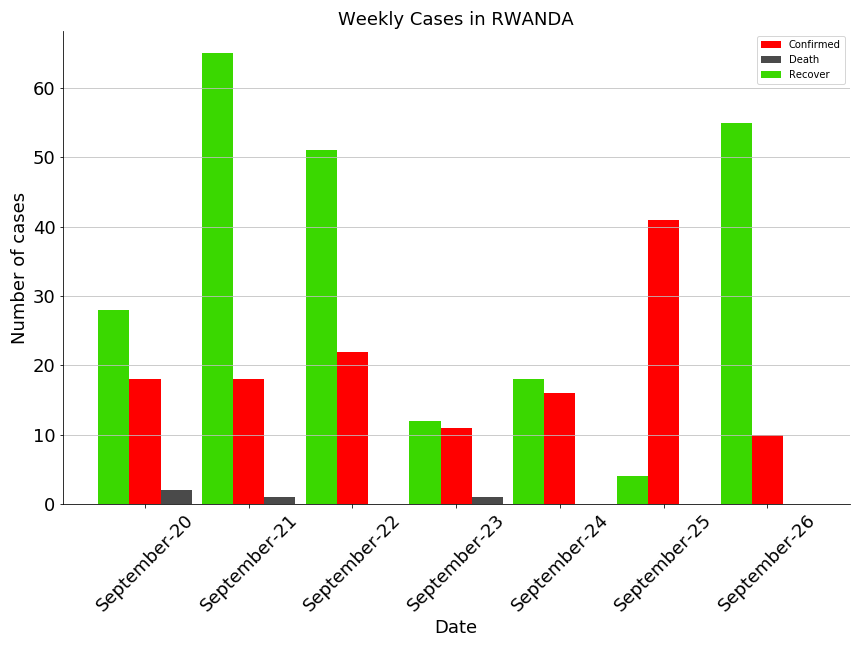 Weekly Cases in RWANDA
Confirmed
Death
Recover
Number of cases
60
50
40
30
20
10
0
September-20
September-21
September-22
September-23
September-24
September-25
September-26
Date